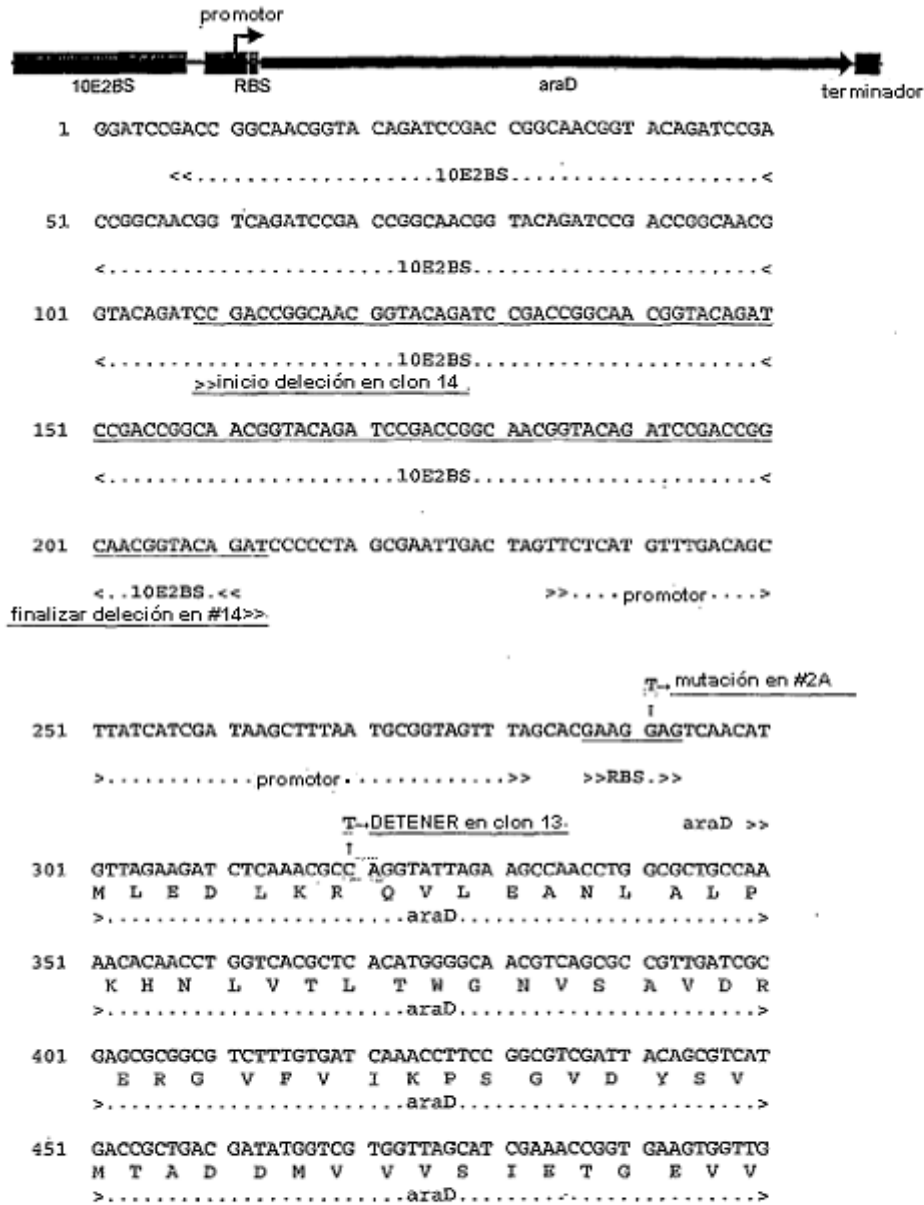 promotor
10E2BS RBS araD terminador
1 GGATCCGACC GGCAACGGTA CAGATCCGAC CGGCAACGGT ACAGATCCGA
<<....................10E2BS....................<
51 CCGGCAACGG TCAGATCCGA CCGGCAACGG TACAGATCCG ACCGGCAACG
<......................10E2BS......................<
101 GTACAGATCC GACCGGCAAC GGTACAGATC CGACCGGCAA CGGTACAGAT
<......................10E2BS......................<
>>inicio deleción en clon 14
151 CCGACCGGCA ACGGTACAGA TCCGACCGGC AACGGTACAG ATCCGACCGG
<......................10E2BS......................<
201 CAACGGTACA GATCCCCCTA GCGAATTGAC TAGTTCTCAT GTTTGACAGC
<..10E2BS.<< >>....promotor....>
finalizar deleción en #14>>
T→ mutación en #2A
251 TTATCATCGA TAAGCTTTAA TGCGGTAGTT TAGCACGAAG GAGTCAACAT
>............promotor.............>> >>RBS.>>
T→DETENER en clon 13 araD >>
301 GTTAGAAGAT CTCAAACGCC AGGTATTAGA AGCCAACCTG GCGCTGCCAA
M L E D L K R Q V L E A N L A L P
>.......................araD.......................>
351 AACACAACCT GGTCACGCTC ACATGGGGCA ACGTCAGCGC CGTTGATCGC
K H N L V T L T W G N V S A V D R
>.......................araD.......................>
401 GAGCGCGGCG TCTTTGTGAT CAAACCTTCC GGCGTCGATT ACAGCGTCAT
E R G V F V I K P S G V D Y S V
>.......................araD.......................>
451 GACCGCTGAC GATATGGTCG TGGTTAGCAT CGAAACCGGT GAAGTGGTTG
M T A D D M V V V S I E T G E V V
>.......................araD.......................>